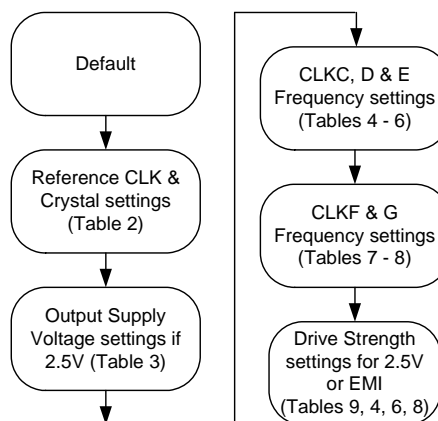 Default
Reference CLK &
Crystal settings
(Table 2)
Output Supply
Voltage settings if
2.5V (Table 3)
CLKC, D & E
Frequency settings
(Tables 4 - 6)
CLKF & G
Frequency settings
(Tables 7 - 8)
Drive Strength
settings for 2.5V
or EMI
(Tables 9, 4, 6, 8)